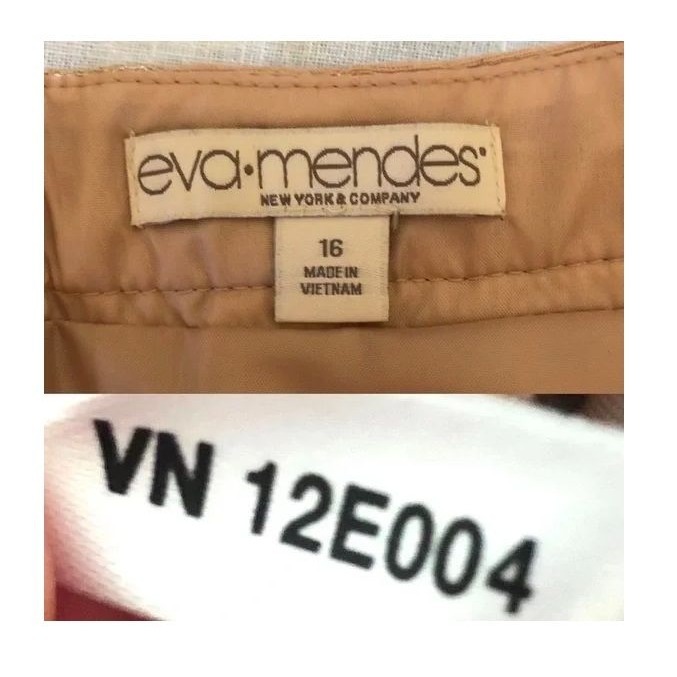 eva·mendes
NEW YORK & COMPANY
16
MADE IN
VIETNAM
VN 12E004